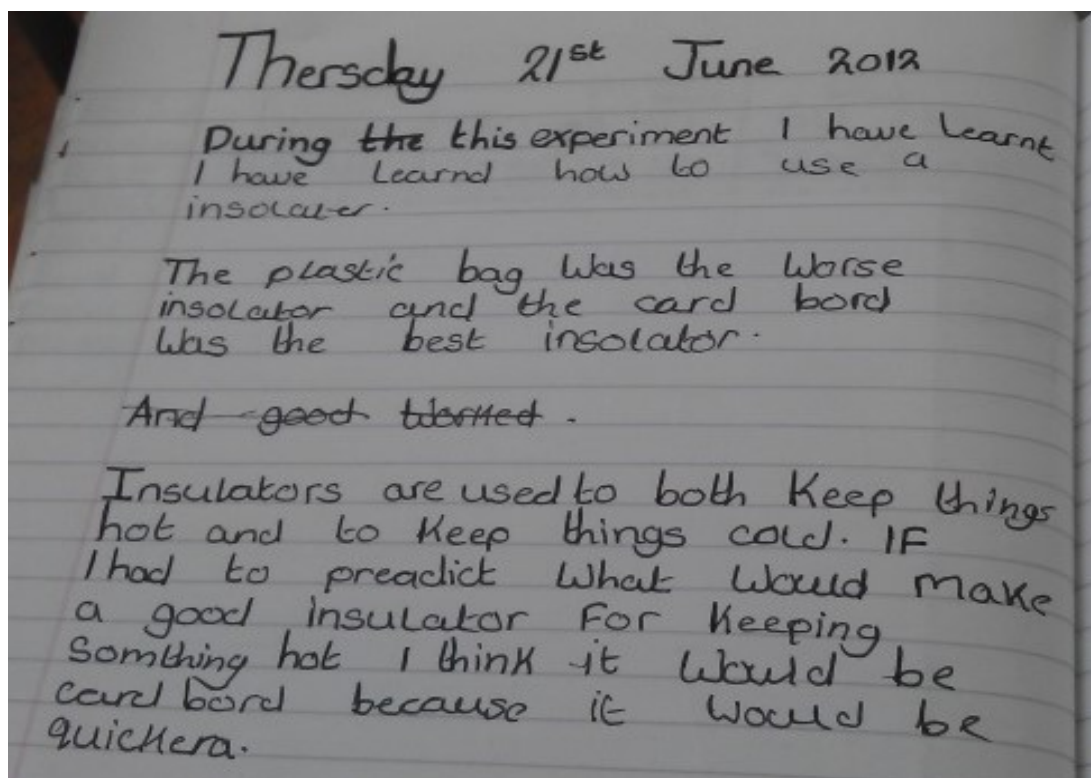 Thersday 21st June 2012
During the this experiment I have learnt
I have learnd how to use a
insolater.
The plastic bag Was the Worse
insolator and the card bord
Was the best insolator.
And good Worked.
Insulators are used to both Keep things
hot and to Keep things cold. IF
I had to preadict What Would make
a good insulator For Keeping
Somthing hot I think it Would be
card bord because it Would be
quickera.